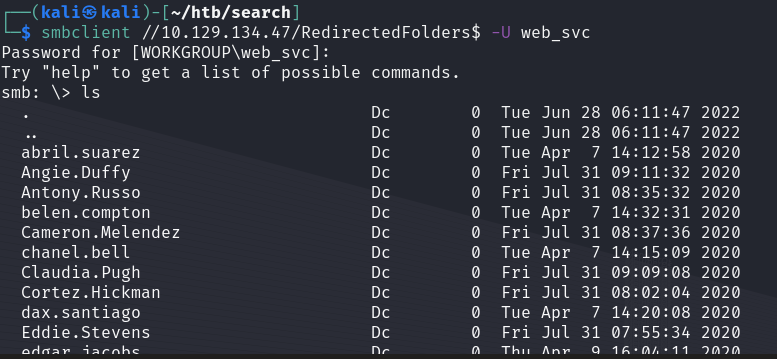 ┌──(kali㉿kali)-[~/htb/search]
└─$ smbclient //10.129.134.47/RedirectedFolders$ -U web_svc
Password for [WORKGROUP\web_svc]:
Try "help" to get a list of possible commands.
smb: \> ls
  .                                  Dc        0  Tue Jun 28 06:11:47 2022
  ..                                 Dc        0  Tue Jun 28 06:11:47 2022
  abril.suarez                       Dc        0  Tue Apr  7 14:12:58 2020
  Angie.Duffy                        Dc        0  Fri Jul 31 09:11:32 2020
  Antony.Russo                       Dc        0  Fri Jul 31 08:35:32 2020
  belen.compton                      Dc        0  Tue Apr  7 14:32:31 2020
  Cameron.Melendez                   Dc        0  Fri Jul 31 08:37:36 2020
  chanel.bell                        Dc        0  Tue Apr  7 14:15:09 2020
  Claudia.Pugh                       Dc        0  Fri Jul 31 09:09:08 2020
  Cortez.Hickman                     Dc        0  Fri Jul 31 08:02:04 2020
  dax.santiago                       Dc        0  Tue Apr  7 14:20:08 2020
  Eddie.Stevens                      Dc        0  Fri Jul 31 07:55:34 2020
  edgar.jacobs                       Dc        0  Thu Apr  9 16:04:11 2020